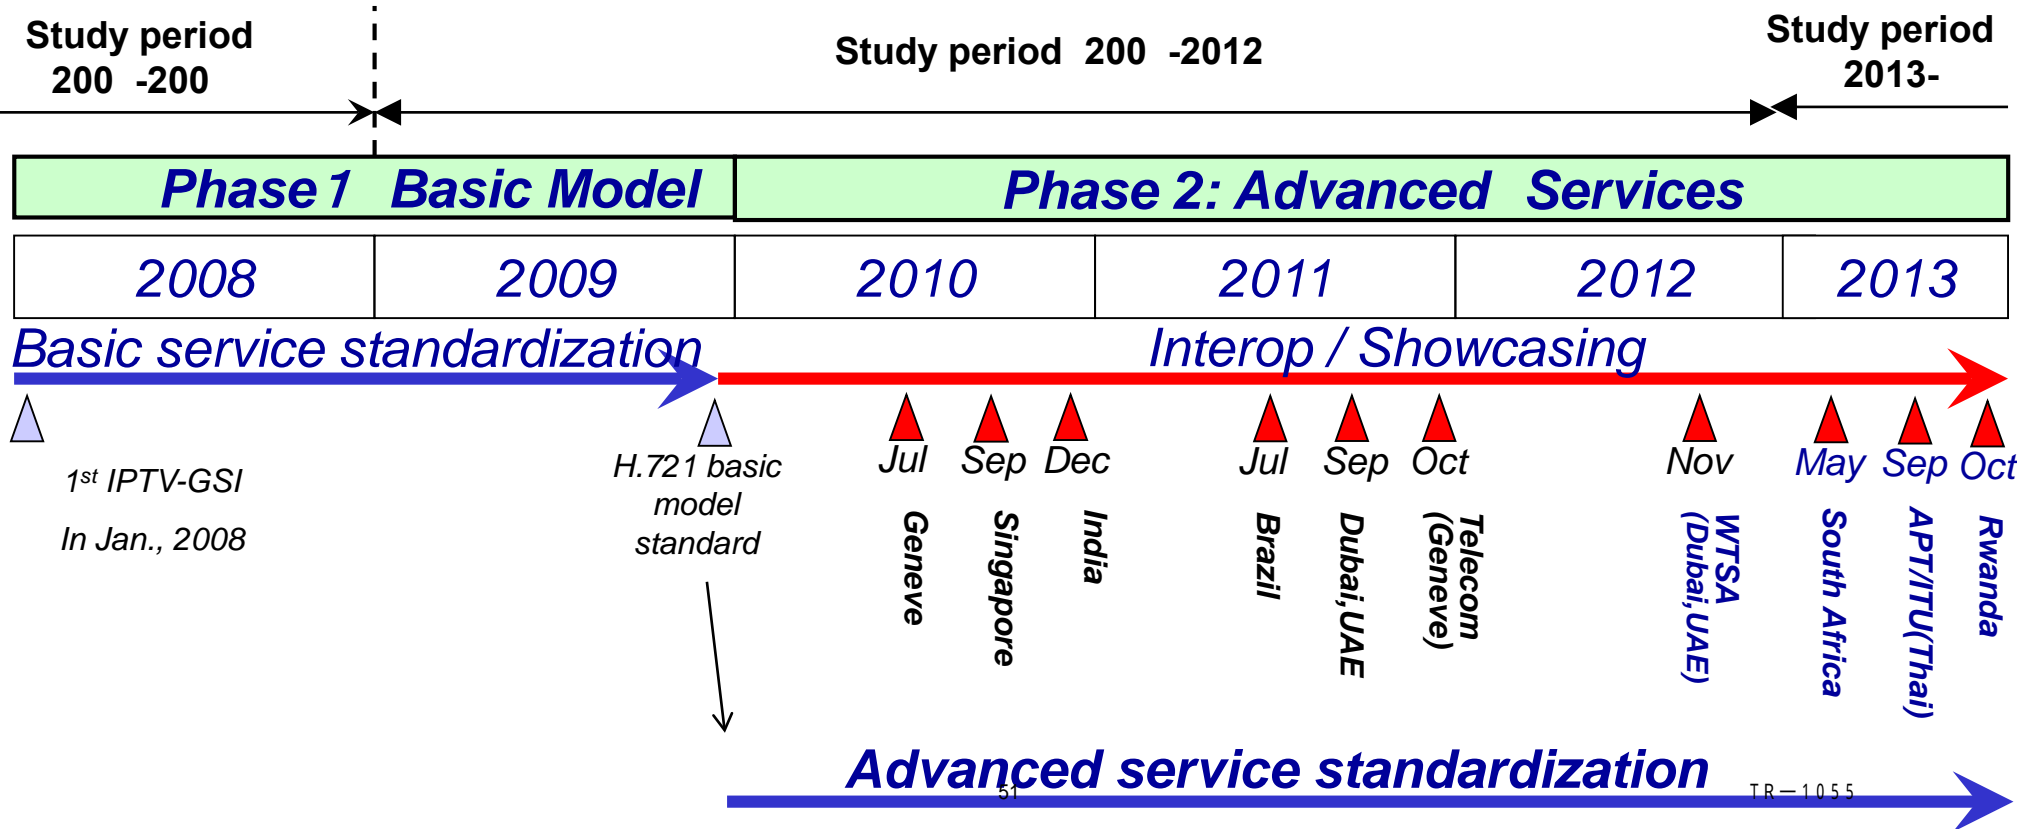 Study period
200 -200
Study period 200 -2012
Study period
2013-
Phase 1 Basic Model
Phase 2: Advanced Services
2008
2009
2010
2011
2012
2013
Basic service standardization
Interop / Showcasing
1st IPTV-GSI
In Jan., 2008
H.721 basic
model
standard
Jul
Sep
Dec
Jul
Sep
Oct
Nov
May
Sep
Oct
Geneve
Singapore
India
Brazil
Dubai,UAE
Telecom
(Geneve)
WTSA
(Dubai,UAE)
South Africa
APT/ITU(Thai)
Rwanda
Advanced service standardization
51
TR－1055